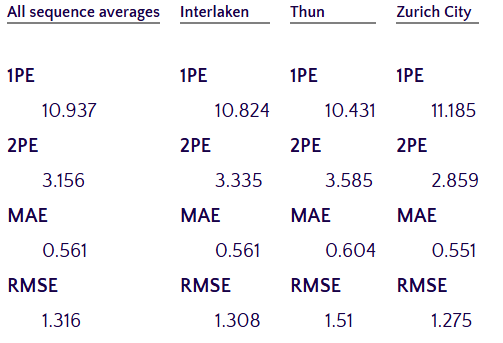 All sequence averages Interlaken Thun Zurich City
1PE 1PE 1PE 1PE
10.937 10.824 10.431 11.185
2PE 2PE 2PE 2PE
3.156 3.335 3.585 2.859
MAE MAE MAE MAE
0.561 0.561 0.604 0.551
RMSE RMSE RMSE RMSE
1.316 1.308 1.51 1.275